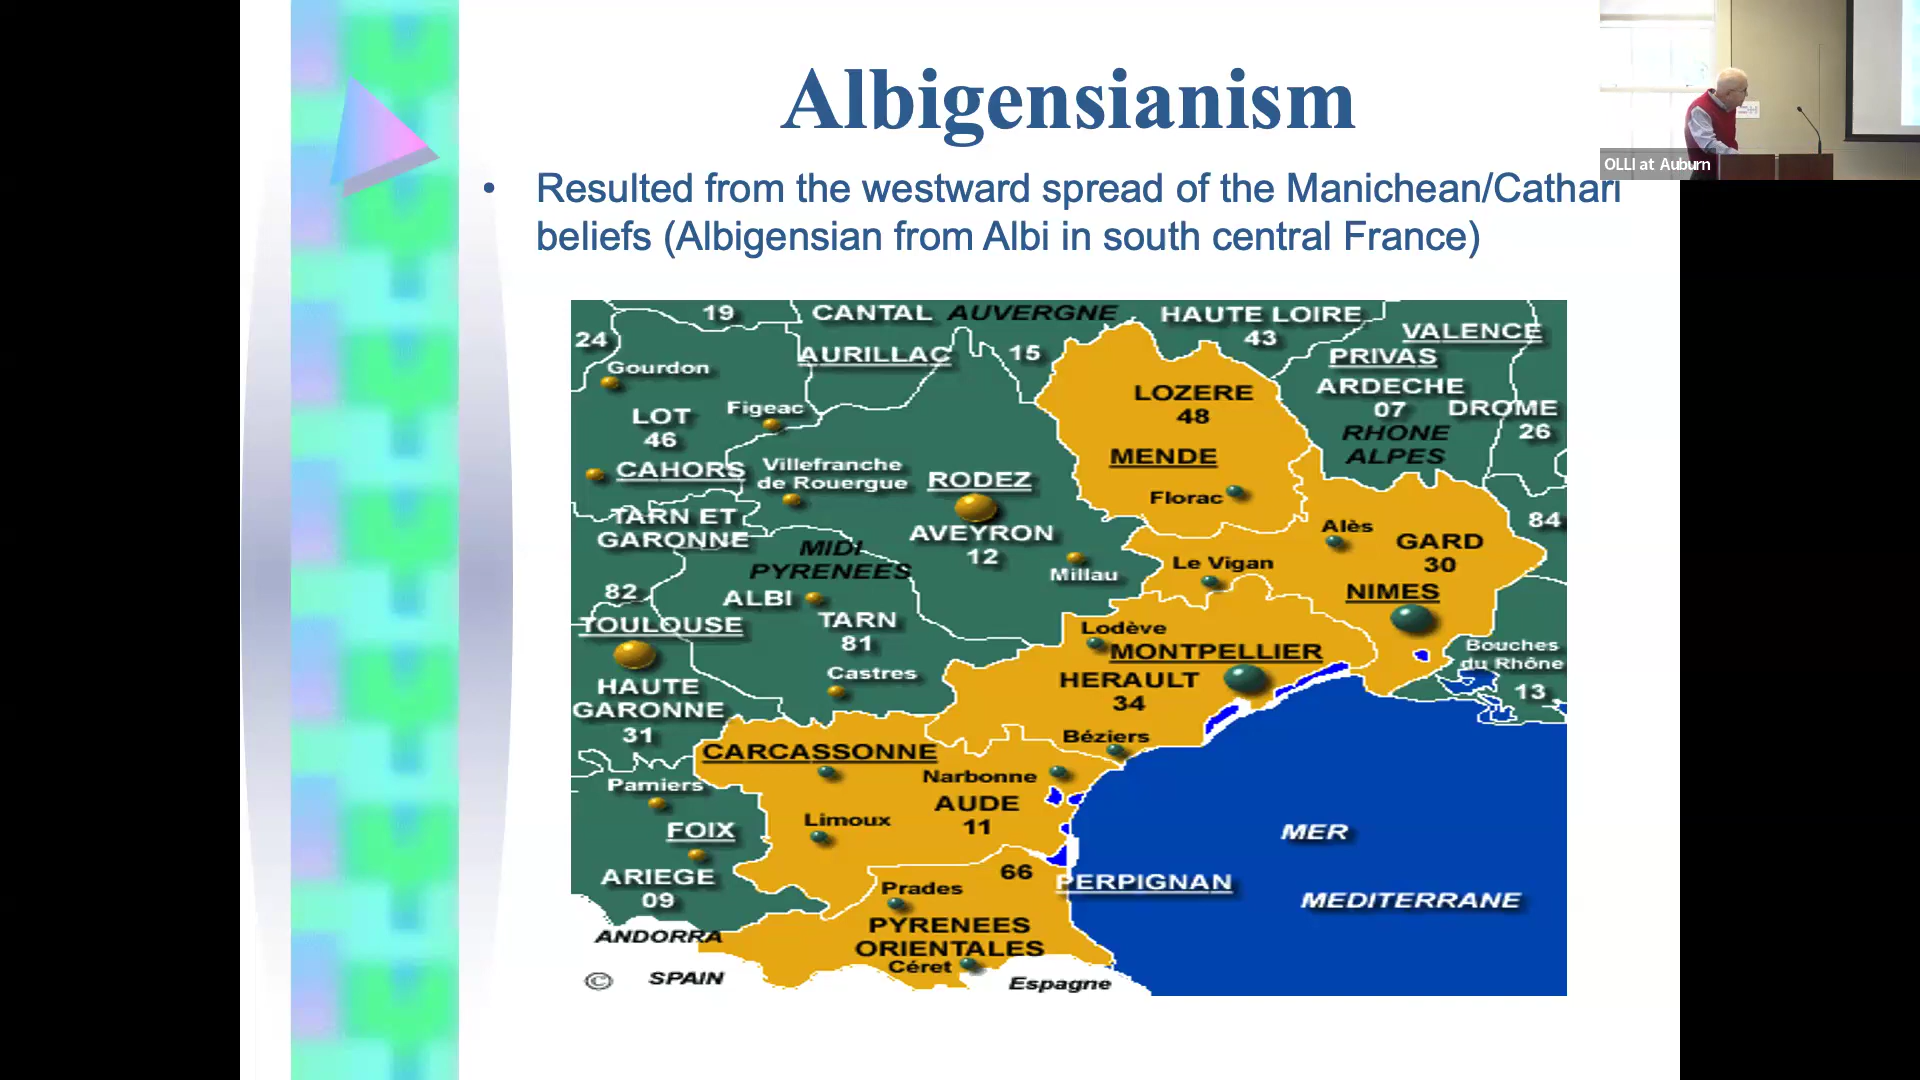 Albigensianism
OLLI at Auburn
• Resulted from the westward spread of the Manichean/Cathari
beliefs (Albigensian from Albi in south central France)
19
CANTAL AUVERGNE
HAUTE LOIRE
43
24
VALENCE
AURILLAC
15
PRIVAS
Gourdon
ARDECHE
07
LOZERE
48
LOT
46
Figeac
DROME
26
RHONE
ALPES
MENDE
CAHORS
Villefranche
de Rouergue
RODEZ
Florac
TARN ET
GARONNE
AVEYRON
12
Alès
GARD
30
84
MIDI
PYRENEES
Le Vigan
Millau
82
ALBI
NIMES
TOULOUSE
TARN
81
Lodève
MONTPELLIER
Bouches
du Rhône
13
Castres
HERAULT
34
HAUTE
GARONNE
31
Béziers
CARCASSONNE
Narbonne
Pamiers
AUDE
11
Limoux
FOIX
MER
MEDITERRANE
ARIEGE
09
66
PERPIGNAN
Prades
PYRENEES
ORIENTALES
Céret
ANDORRA
© SPAIN
Espagne